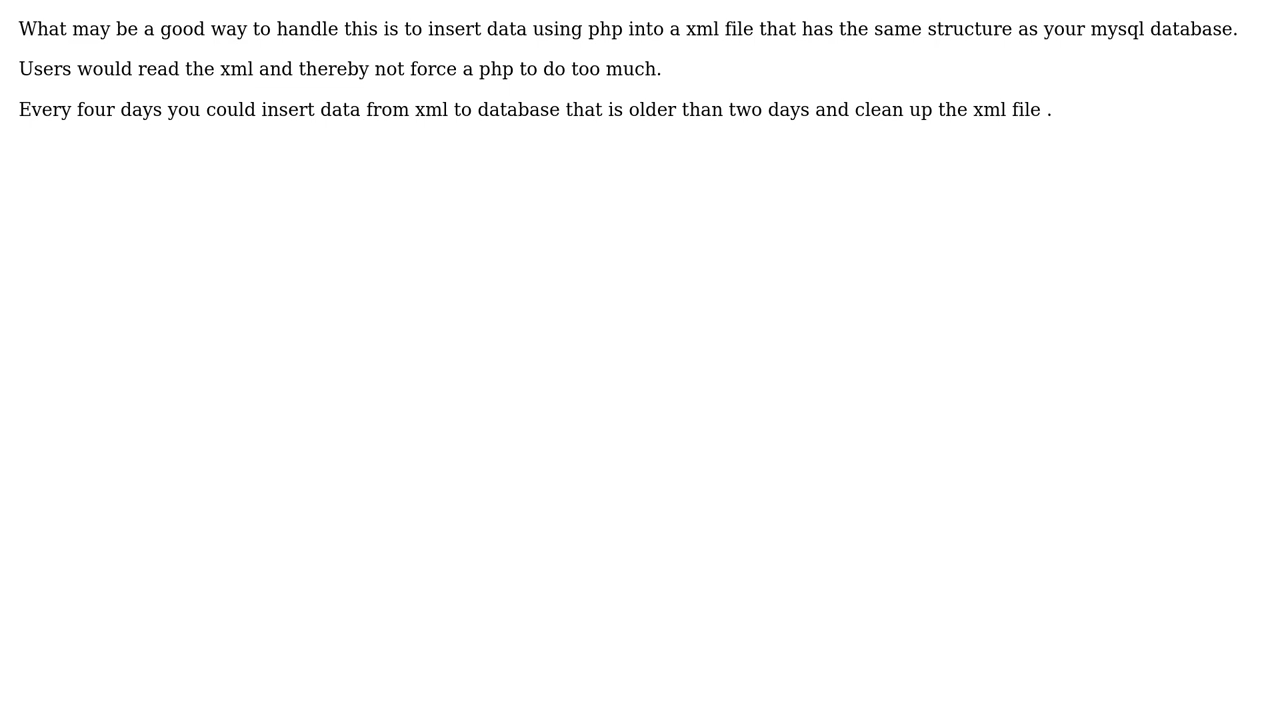 What may be a good way to handle this is to insert data using php into a xml file that has the same structure as your mysql database.
Users would read the xml and thereby not force a php to do too much.
Every four days you could insert data from xml to database that is older than two days and clean up the xml file .